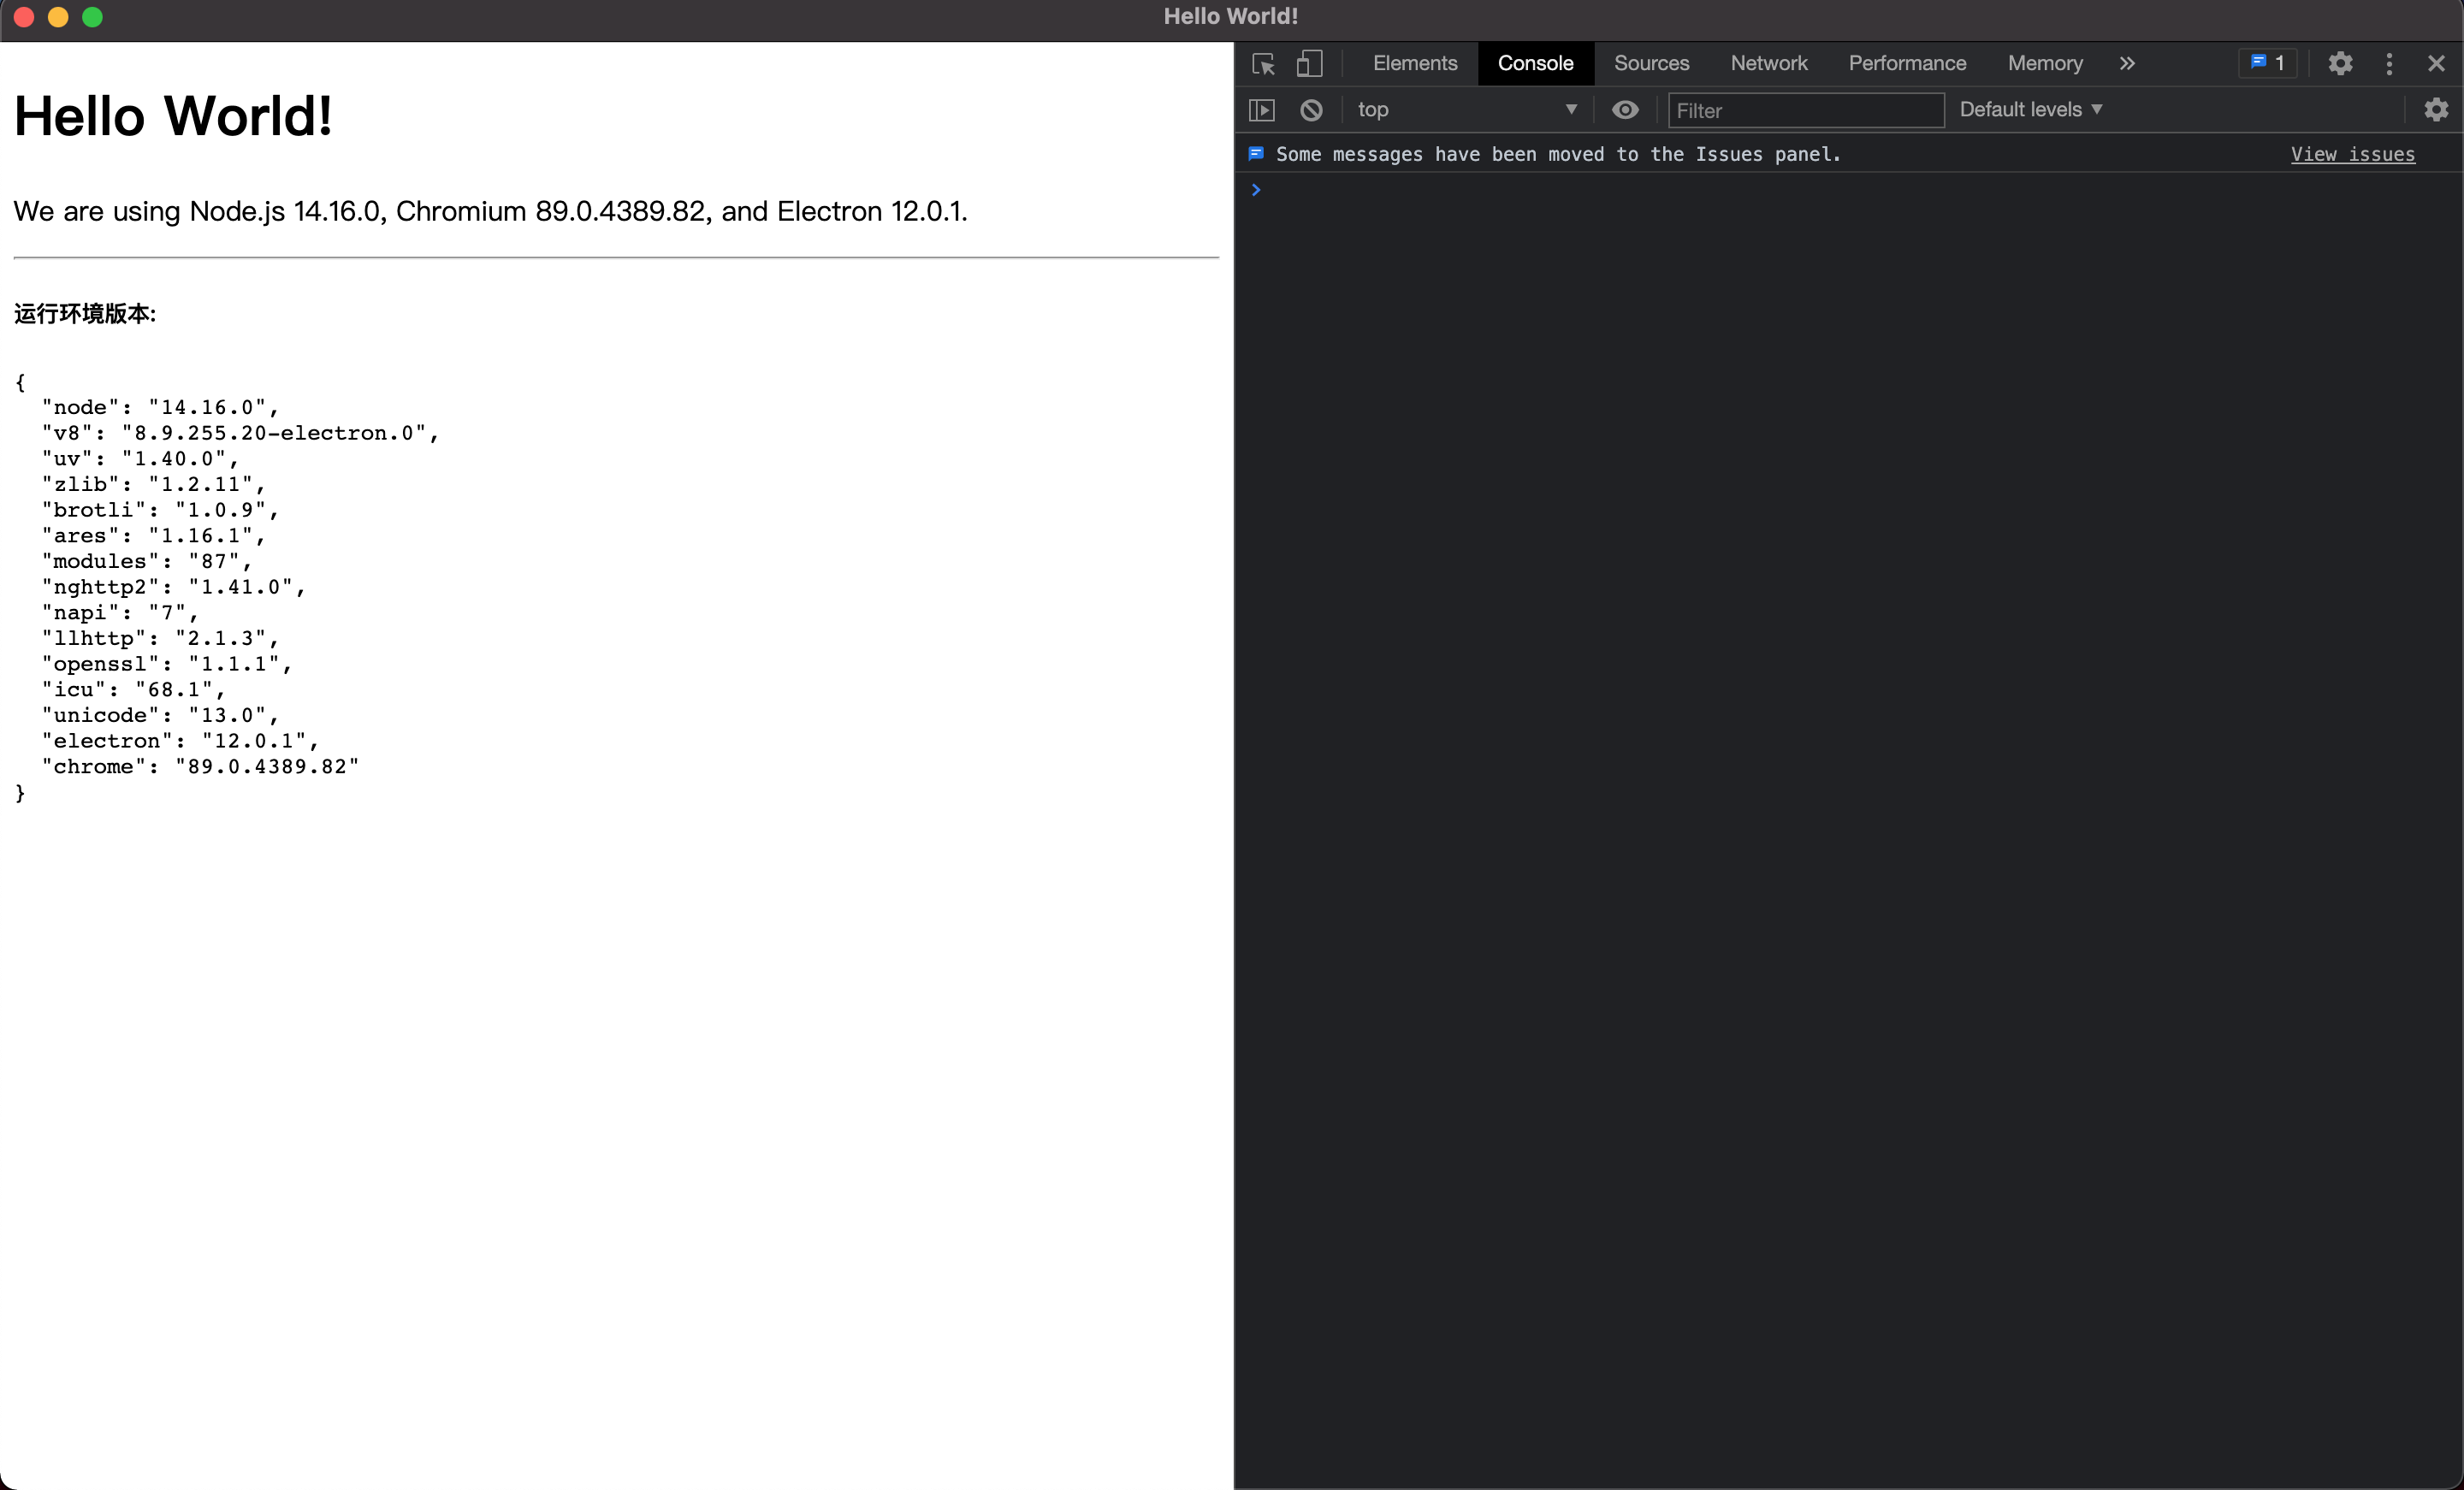 Hello World!
Hello World!
We are using Node.js 14.16.0, Chromium 89.0.4389.82, and Electron 12.0.1.
运行环境版本:
{
  "node": "14.16.0",
  "v8": "8.9.255.20-electron.0",
  "uv": "1.40.0",
  "zlib": "1.2.11",
  "brotli": "1.0.9",
  "ares": "1.16.1",
  "modules": "87",
  "nghttp2": "1.41.0",
  "napi": "7",
  "llhttp": "2.1.3",
  "openssl": "1.1.1",
  "icu": "68.1",
  "unicode": "13.0",
  "electron": "12.0.1",
  "chrome": "89.0.4389.82"
}
Elements Console Sources Network Performance Memory 1
top Filter Default levels
Some messages have been moved to the Issues panel. View issues